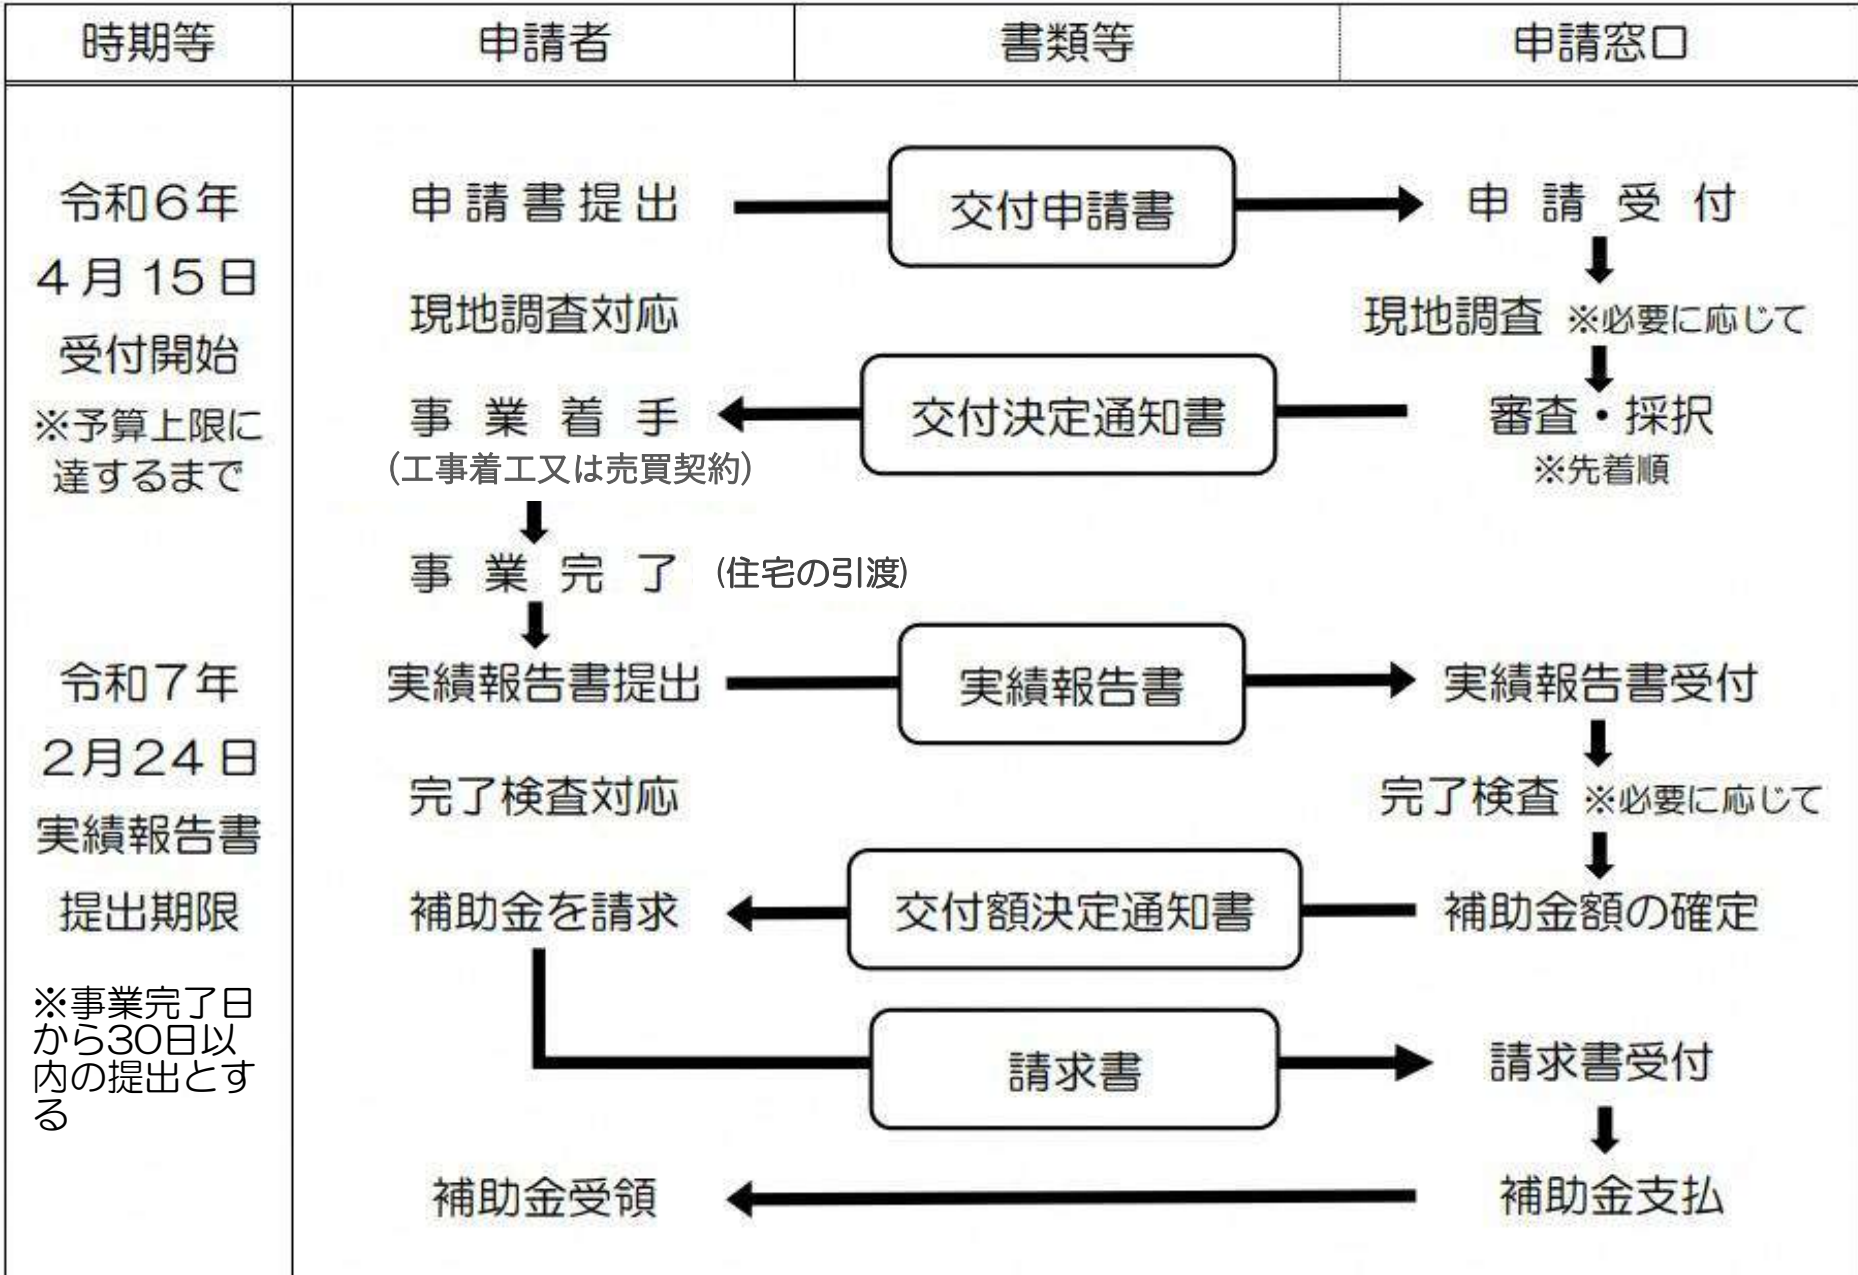 時期等 申請者 書類等 申請窓口
令和6年
4月15日
受付開始
※予算上限に
達するまで
申請書提出 交付申請書 申請受付
現地調査対応 現地調査 ※必要に応じて
事業着手 交付決定通知書 審査・採択
(工事着工又は売買契約) ※先着順
事業完了 (住宅の引渡)
令和7年
2月24日
実績報告書
提出期限
※事業完了日
から30日以
内の提出とす
る
実績報告書提出 実績報告書 実績報告書受付
完了検査対応 完了検査 ※必要に応じて
補助金を請求 交付額決定通知書 補助金額の確定
請求書 請求書受付
補助金受領 補助金支払